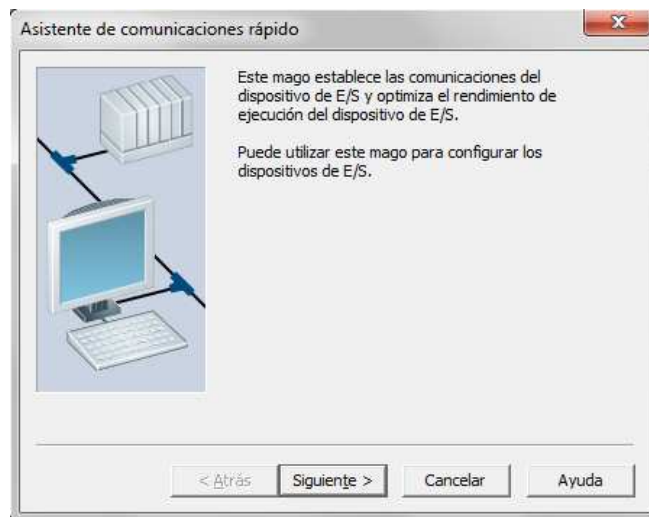 Asistente de comunicaciones rápido
Este mago establece las comunicaciones del
dispositivo de E/S y optimiza el rendimiento de
ejecución del dispositivo de E/S.
Puede utilizar este mago para configurar los
dispositivos de E/S.
< Atrás Siguiente > Cancelar Ayuda